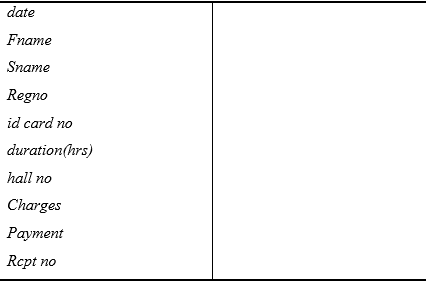 date
Fname
Sname
Regno
id card no
duration(hrs)
hall no
Charges
Payment
Rcpt no